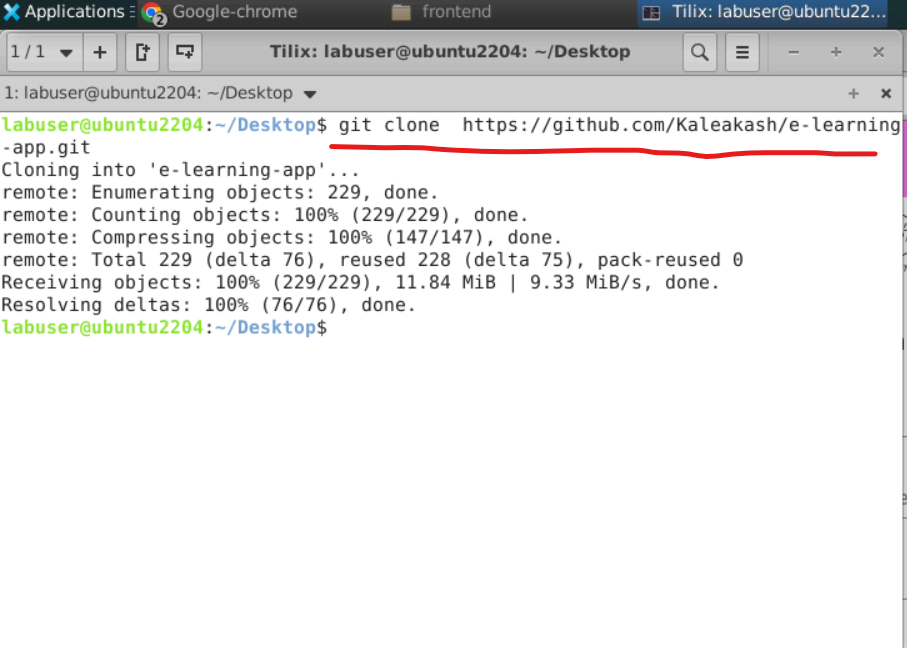 Applications
2
Google-chrome
frontend
Tilix: labuser@ubuntu22...
1 / 1
Tilix: labuser@ubuntu2204: ~/Desktop
1: labuser@ubuntu2204: ~/Desktop
labuser@ubuntu2204:~/Desktop$ git clone  https://github.com/Kaleakash/e-learning
-app.git
Cloning into 'e-learning-app'...
remote: Enumerating objects: 229, done.
remote: Counting objects: 100% (229/229), done.
remote: Compressing objects: 100% (147/147), done.
remote: Total 229 (delta 76), reused 228 (delta 75), pack-reused 0
Receiving objects: 100% (229/229), 11.84 MiB | 9.33 MiB/s, done.
Resolving deltas: 100% (76/76), done.
labuser@ubuntu2204:~/Desktop$